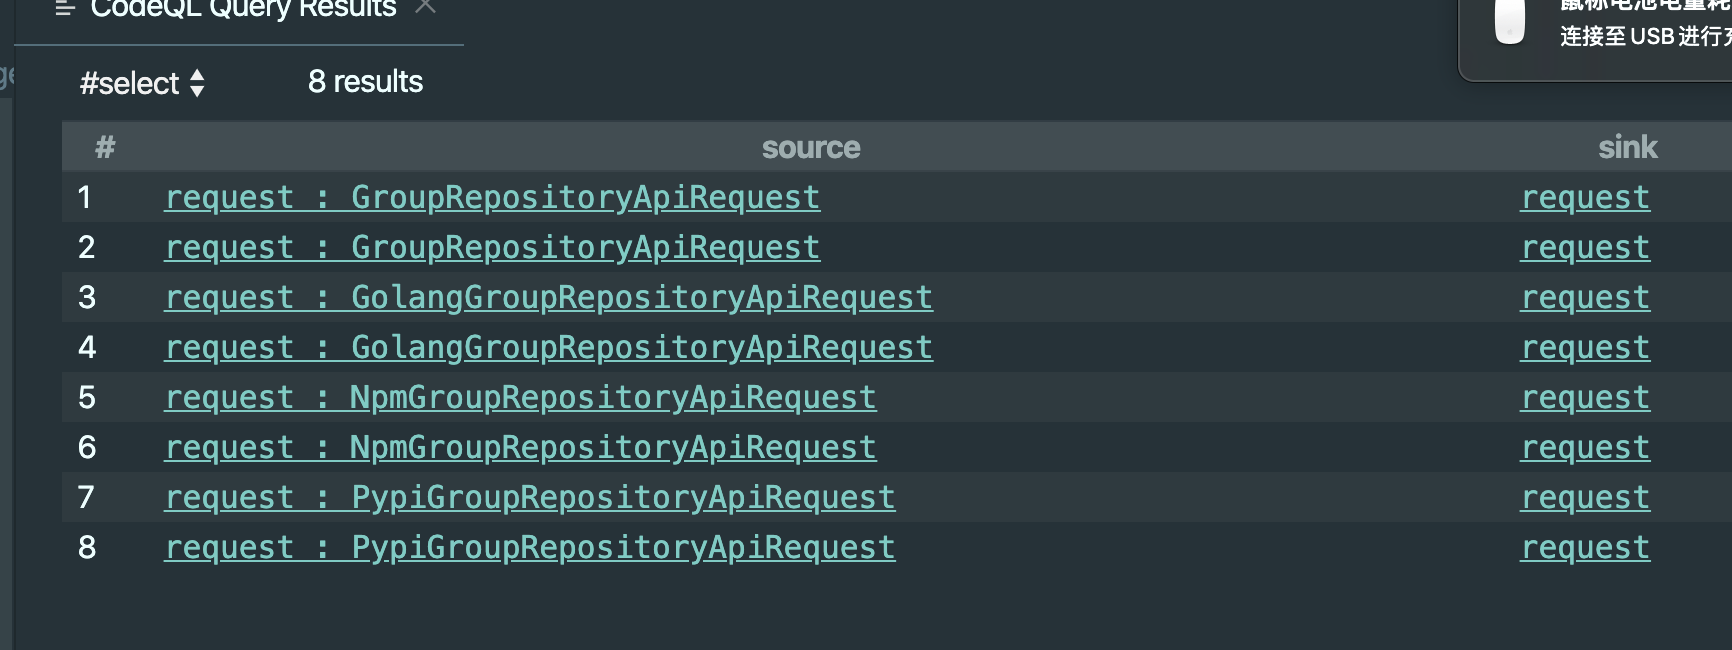 CodeQL Query Results
鼠标电池电量耗
连接至 USB 进行充
ge
#select
8 results
# source sink
1 request : GroupRepositoryApiRequest request
2 request : GroupRepositoryApiRequest request
3 request : GolangGroupRepositoryApiRequest request
4 request : GolangGroupRepositoryApiRequest request
5 request : NpmGroupRepositoryApiRequest request
6 request : NpmGroupRepositoryApiRequest request
7 request : PypiGroupRepositoryApiRequest request
8 request : PypiGroupRepositoryApiRequest request